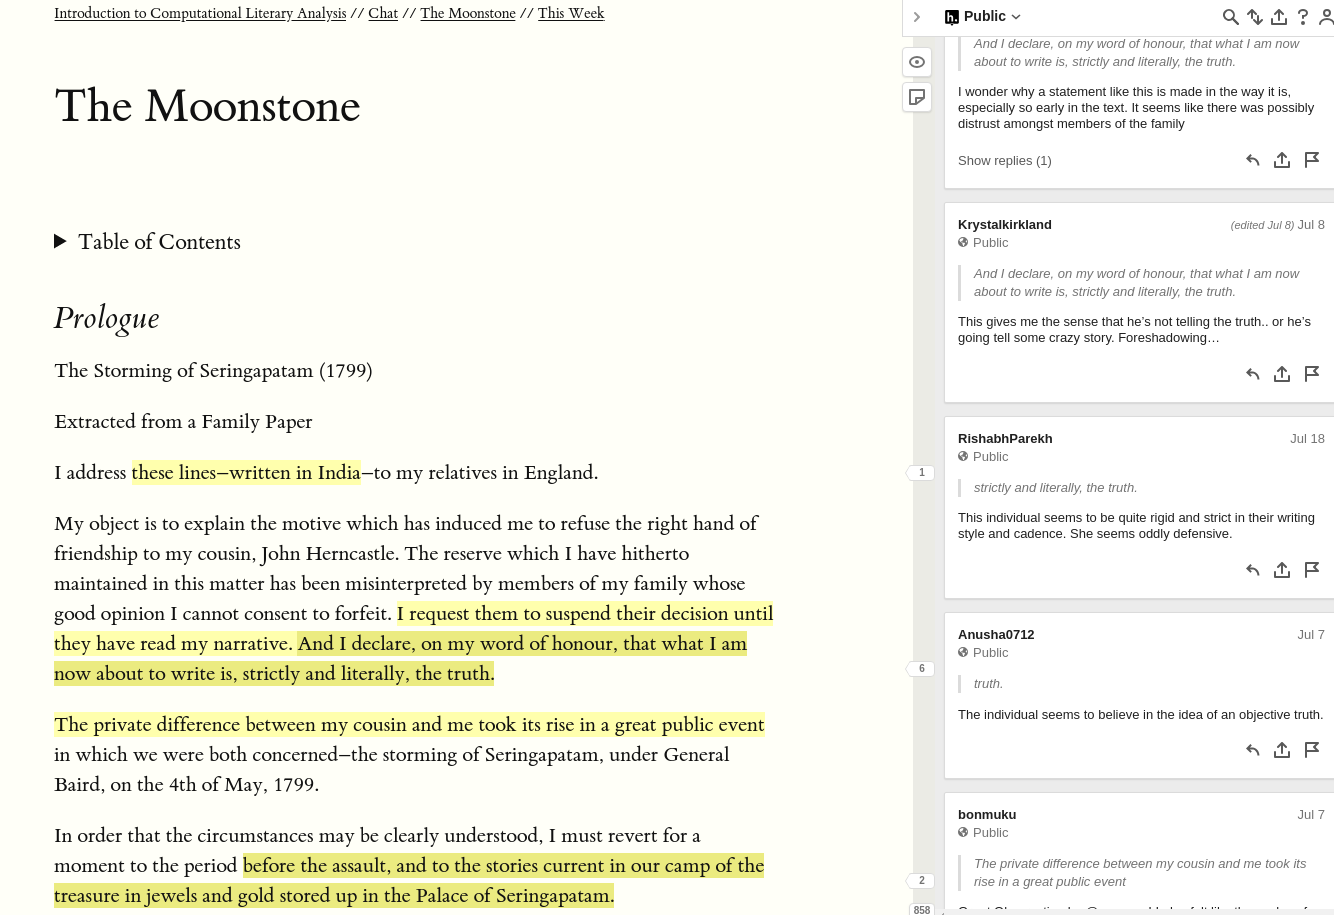 Introduction to Computational Literary Analysis // Chat // The Moonstone // This Week
The Moonstone
Table of Contents
Prologue
The Storming of Seringapatam (1799)
Extracted from a Family Paper
I address these lines—written in India—to my relatives in England.
My object is to explain the motive which has induced me to refuse the right hand of
friendship to my cousin, John Herncastle. The reserve which I have hitherto
maintained in this matter has been misinterpreted by members of my family whose
good opinion I cannot consent to forfeit. I request them to suspend their decision until
they have read my narrative. And I declare, on my word of honour, that what I am
now about to write is, strictly and literally, the truth.
The private difference between my cousin and me took its rise in a great public event
in which we were both concerned—the storming of Seringapatam, under General
Baird, on the 4th of May, 1799.
In order that the circumstances may be clearly understood, I must revert for a
moment to the period before the assault, and to the stories current in our camp of the
treasure in jewels and gold stored up in the Palace of Seringapatam.
1
6
2
858
h. Public
And I declare, on my word of honour, that what I am now
about to write is, strictly and literally, the truth.
I wonder why a statement like this is made in the way it is,
especially so early in the text. It seems like there was possibly
distrust amongst members of the family
Show replies (1)
Krystalkirkland (edited Jul 8) Jul 8
Public
And I declare, on my word of honour, that what I am now
about to write is, strictly and literally, the truth.
This gives me the sense that he's not telling the truth.. or he's
going tell some crazy story. Foreshadowing…
RishabhParekh Jul 18
Public
strictly and literally, the truth.
This individual seems to be quite rigid and strict in their writing
style and cadence. She seems oddly defensive.
Anusha0712 Jul 7
Public
truth.
The individual seems to believe in the idea of an objective truth.
bonmuku Jul 7
Public
The private difference between my cousin and me took its
rise in a great public event